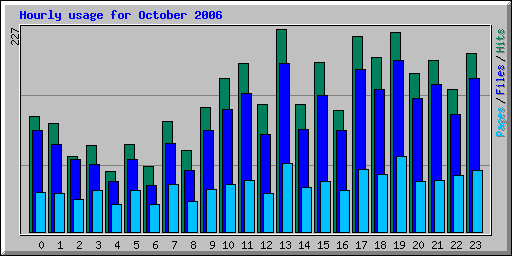 Hourly usage for October 2006
227
Pages/Files/Hits
0 1 2 3 4 5 6 7 8 9 10 11 12 13 14 15 16 17 18 19 20 21 22 23